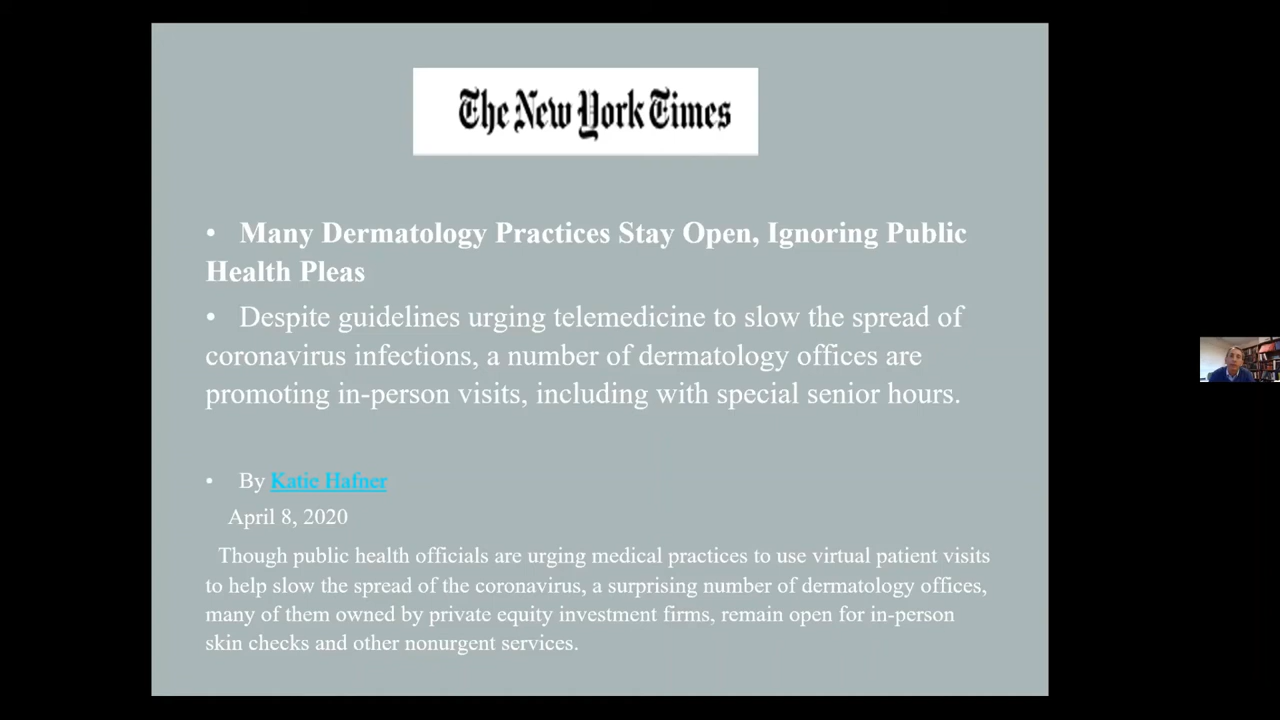 The New York Times
• Many Dermatology Practices Stay Open, Ignoring Public
Health Pleas
• Despite guidelines urging telemedicine to slow the spread of
coronavirus infections, a number of dermatology offices are
promoting in-person visits, including with special senior hours.
• By Katie Hafner
April 8, 2020
Though public health officials are urging medical practices to use virtual patient visits
to help slow the spread of the coronavirus, a surprising number of dermatology offices,
many of them owned by private equity investment firms, remain open for in-person
skin checks and other nonurgent services.